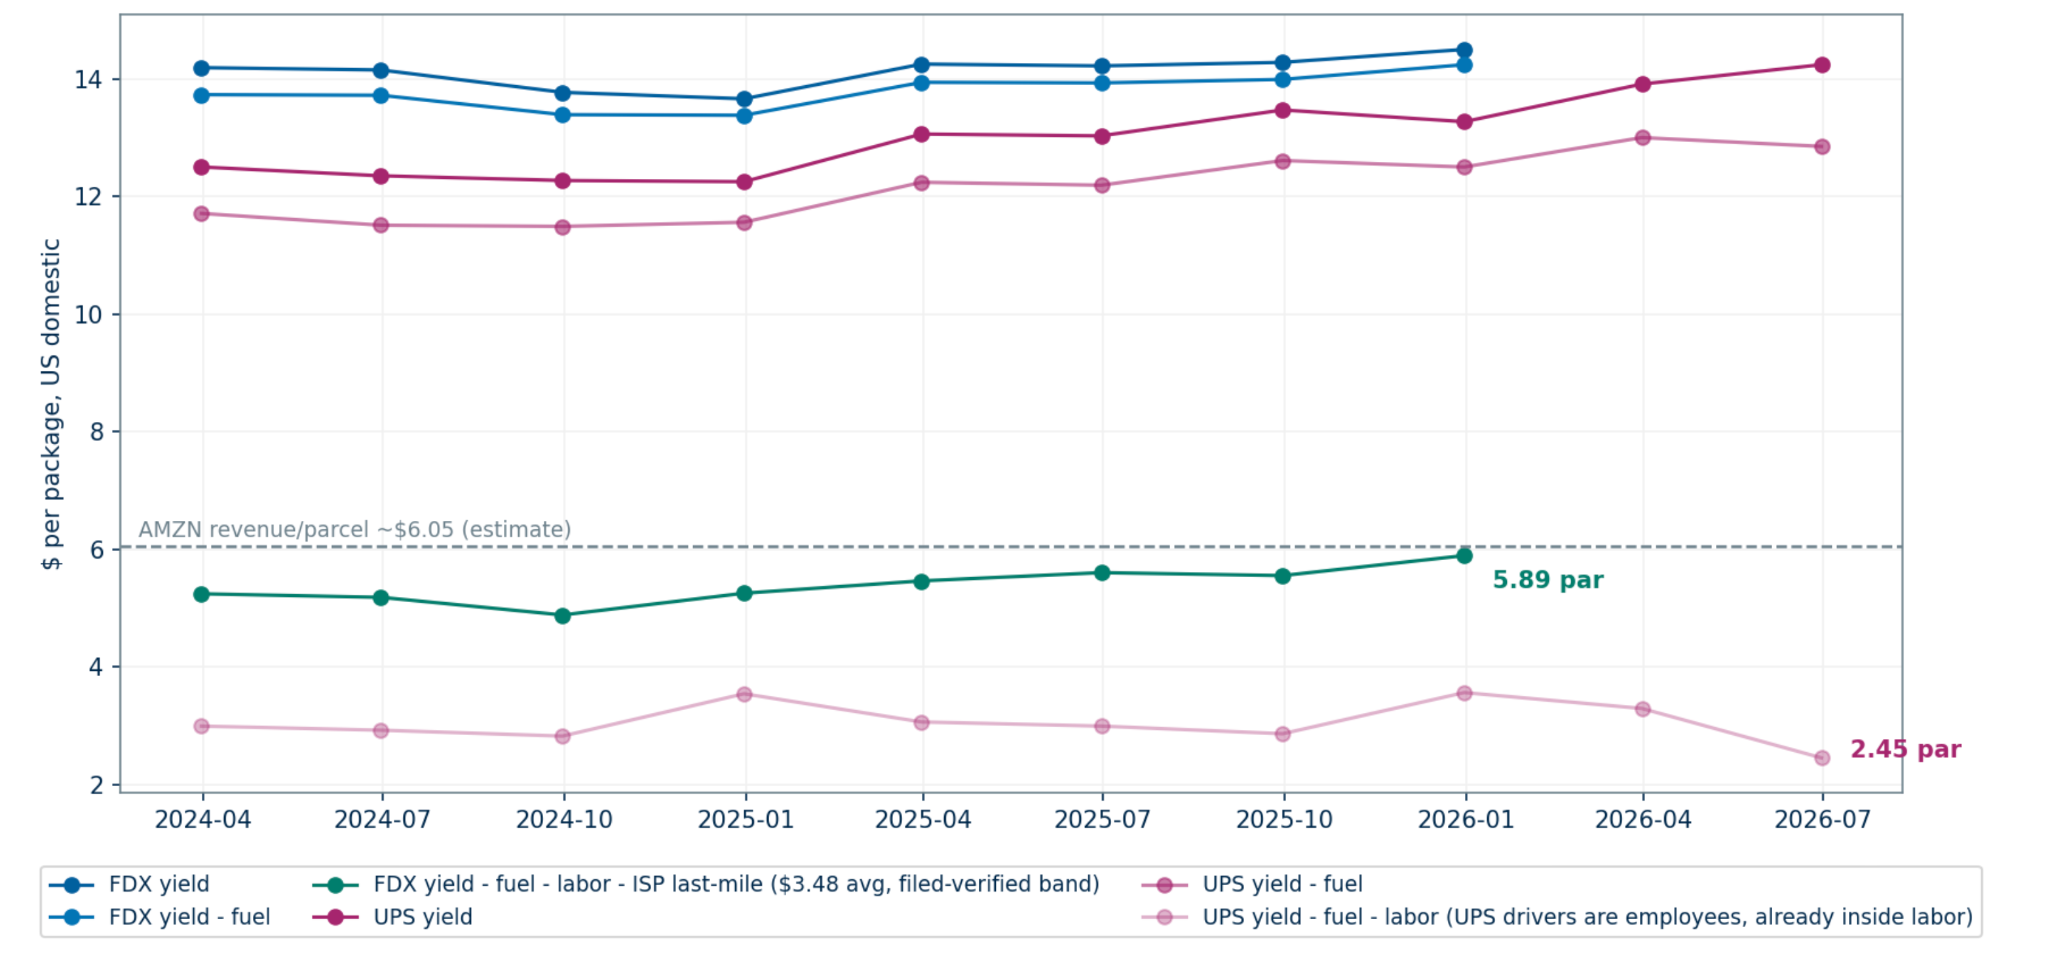 $ per package, US domestic
14
12
10
8
6
4
2
AMZN revenue/parcel ~$6.05 (estimate)
5.89 par
2.45 par
2024-04
2024-07
2024-10
2025-01
2025-04
2025-07
2025-10
2026-01
2026-04
2026-07
FDX yield
FDX yield - fuel
FDX yield - fuel - labor - ISP last-mile ($3.48 avg, filed-verified band)
UPS yield
UPS yield - fuel
UPS yield - fuel - labor (UPS drivers are employees, already inside labor)